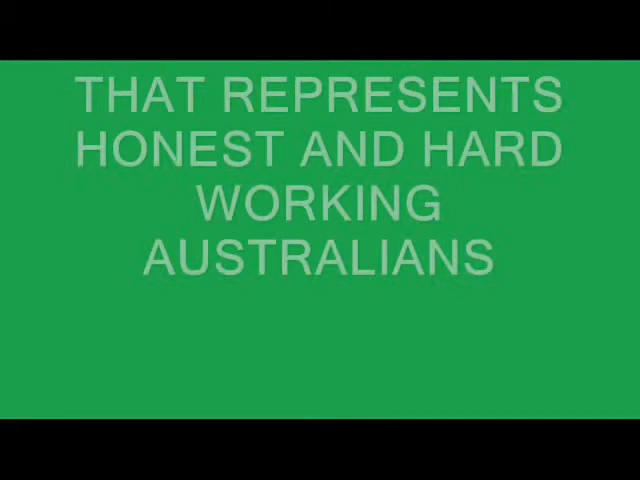 THAT REPRESENTS
HONEST AND HARD
WORKING
AUSTRALIANS